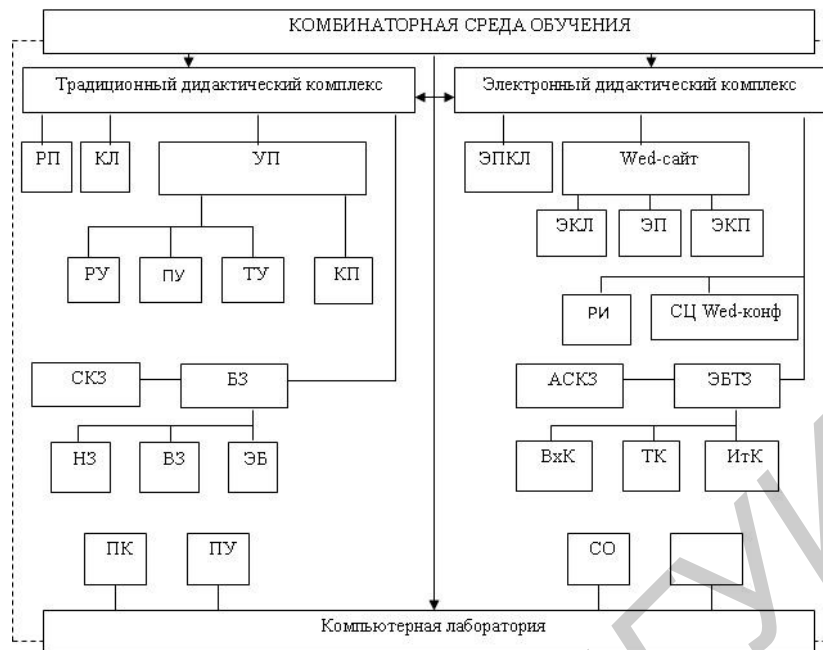 КОМБИНАТОРНАЯ СРЕДА ОБУЧЕНИЯ
Традиционный дидактический комплекс
Электронный дидактический комплекс
РП
КЛ
УП
ЭПКЛ
Wed-сайт
ЭКЛ
ЭП
ЭКП
РУ
ПУ
ТУ
КП
РИ
СЦ Wed-конф
СКЗ
БЗ
АСКЗ
ЭБТЗ
НЗ
ВЗ
ЭБ
ВхК
ТК
ИтК
ПК
ПУ
СО
Компьютерная лаборатория